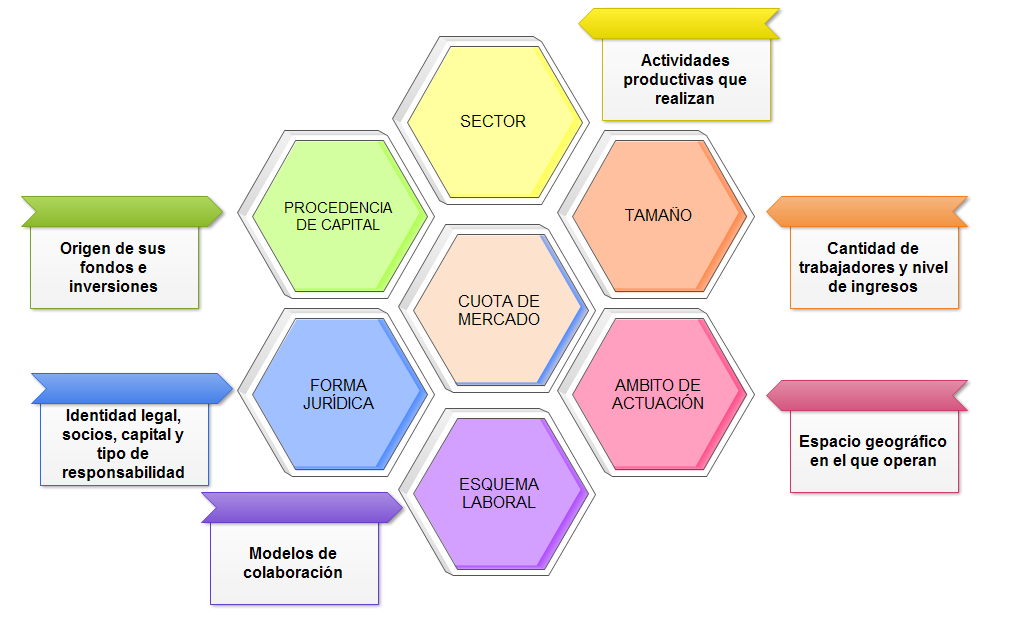 Actividades
productivas que
realizan
SECTOR
PROCEDENCIA
DE CAPITAL
TAMAÑO
Origen de sus
fondos e
inversiones
Cantidad de
trabajadores y nivel
de ingresos
CUOTA DE
MERCADO
FORMA
JURÍDICA
AMBITO DE
ACTUACIÓN
Identidad legal,
socios, capital y
tipo de
responsabilidad
Espacio geográfico
en el que operan
ESQUEMA
LABORAL
Modelos de
colaboración